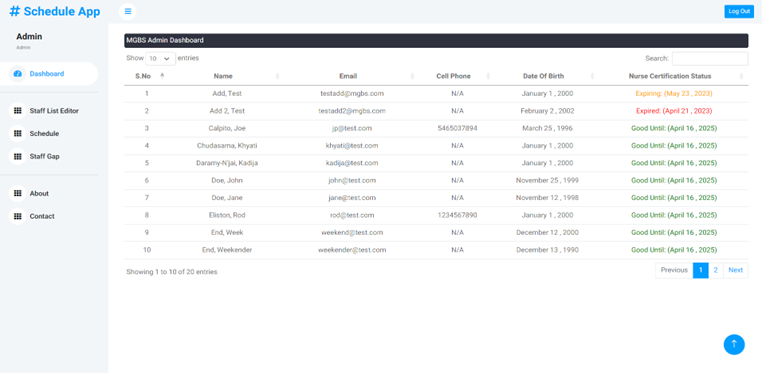 # Schedule App
Log Out
Admin
Admin
Dashboard
Staff List Editor
Schedule
Staff Gap
About
Contact
MGBS Admin Dashboard
Show 10 entries
Search:
S.No Name Email Cell Phone Date Of Birth Nurse Certification Status
1 Add, Test testadd@mgbs.com N/A January 1 , 2000 Expiring: (May 23 , 2023)
2 Add 2, Test testadd2@mgbs.com N/A February 2 , 2002 Expired: (April 21 , 2023)
3 Calpito, Joe jp@test.com 5465037894 March 25 , 1996 Good Until: (April 16 , 2025)
4 Chudasama, Khyati khyati@test.com N/A January 1 , 2000 Good Until: (April 16 , 2025)
5 Daramy-N'jai, Kadija kadija@test.com N/A January 1 , 2000 Good Until: (April 16 , 2025)
6 Doe, John john@test.com N/A November 25 , 1999 Good Until: (April 16 , 2025)
7 Doe, Jane jane@test.com N/A November 12 , 1998 Good Until: (April 16 , 2025)
8 Eliston, Rod rod@test.com 1234567890 January 1 , 2000 Good Until: (April 16 , 2025)
9 End, Week weekend@test.com N/A December 12 , 2000 Good Until: (April 16 , 2025)
10 End, Weekender weekender@test.com N/A December 13 , 1990 Good Until: (April 16 , 2025)
Showing 1 to 10 of 20 entries
Previous 1 2 Next